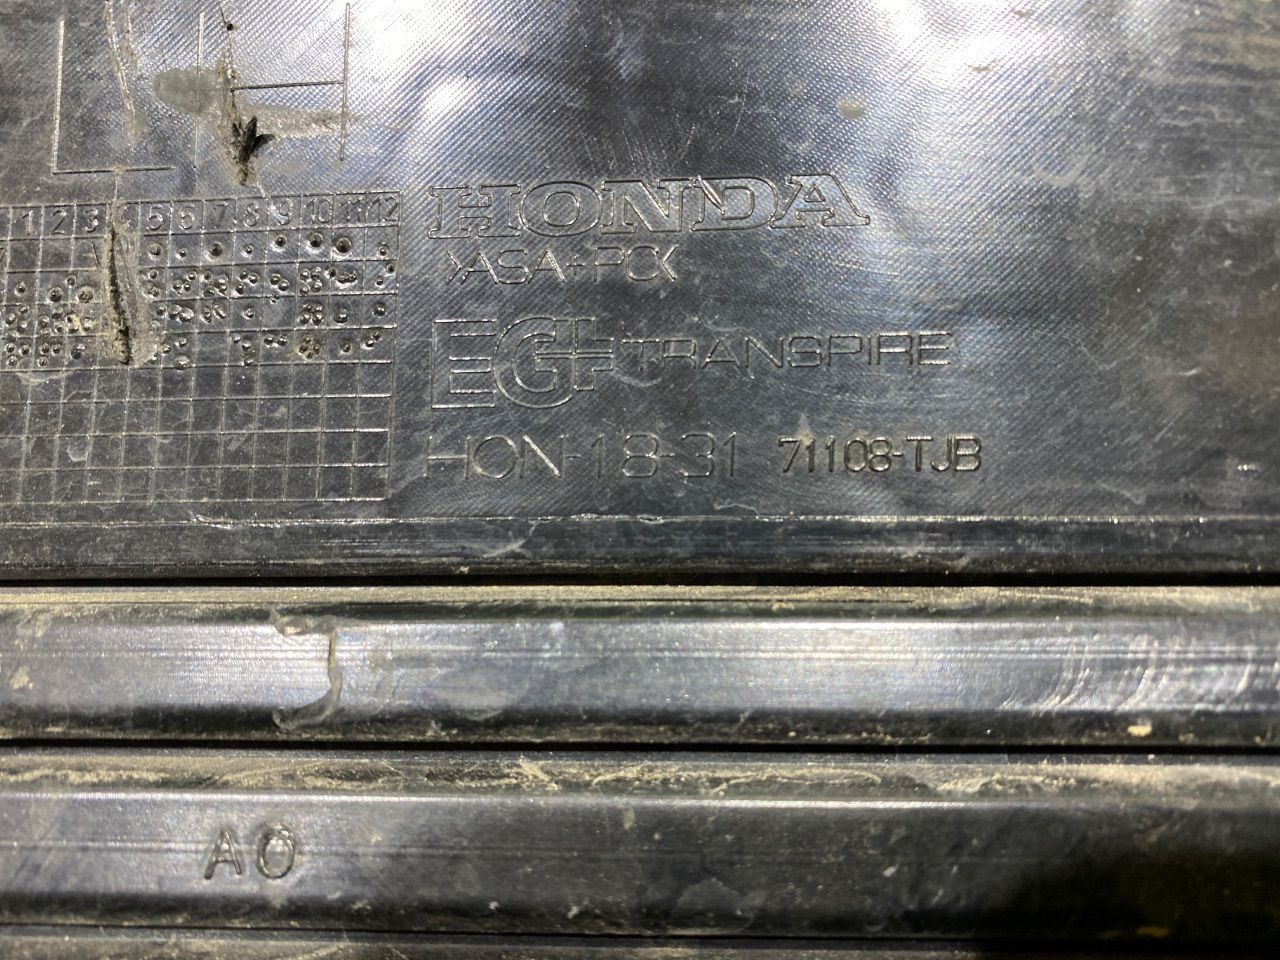 1 2 3 4 5 6 7 8 9 10 11 12
HONDA
>ASA+PC<
EGI TRANSPIRE
HON-18-31 71108-TJB
A0